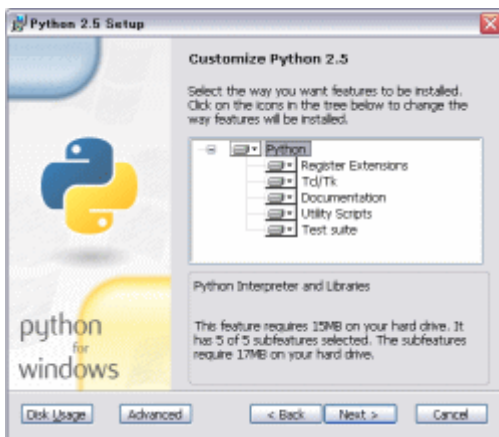 Python 2.5 Setup
Customize Python 2.5
Select the way you want features to be installed.
Click on the icons in the tree below to change the
way features will be installed.
Python
Register Extensions
Tcl/Tk
Documentation
Utility Scripts
Test suite
Python Interpreter and Libraries
This feature requires 15MB on your hard drive. It
has 5 of 5 subfeatures selected. The subfeatures
require 17MB on your hard drive.
python
for
windows
Disk Usage
Advanced
< Back
Next >
Cancel